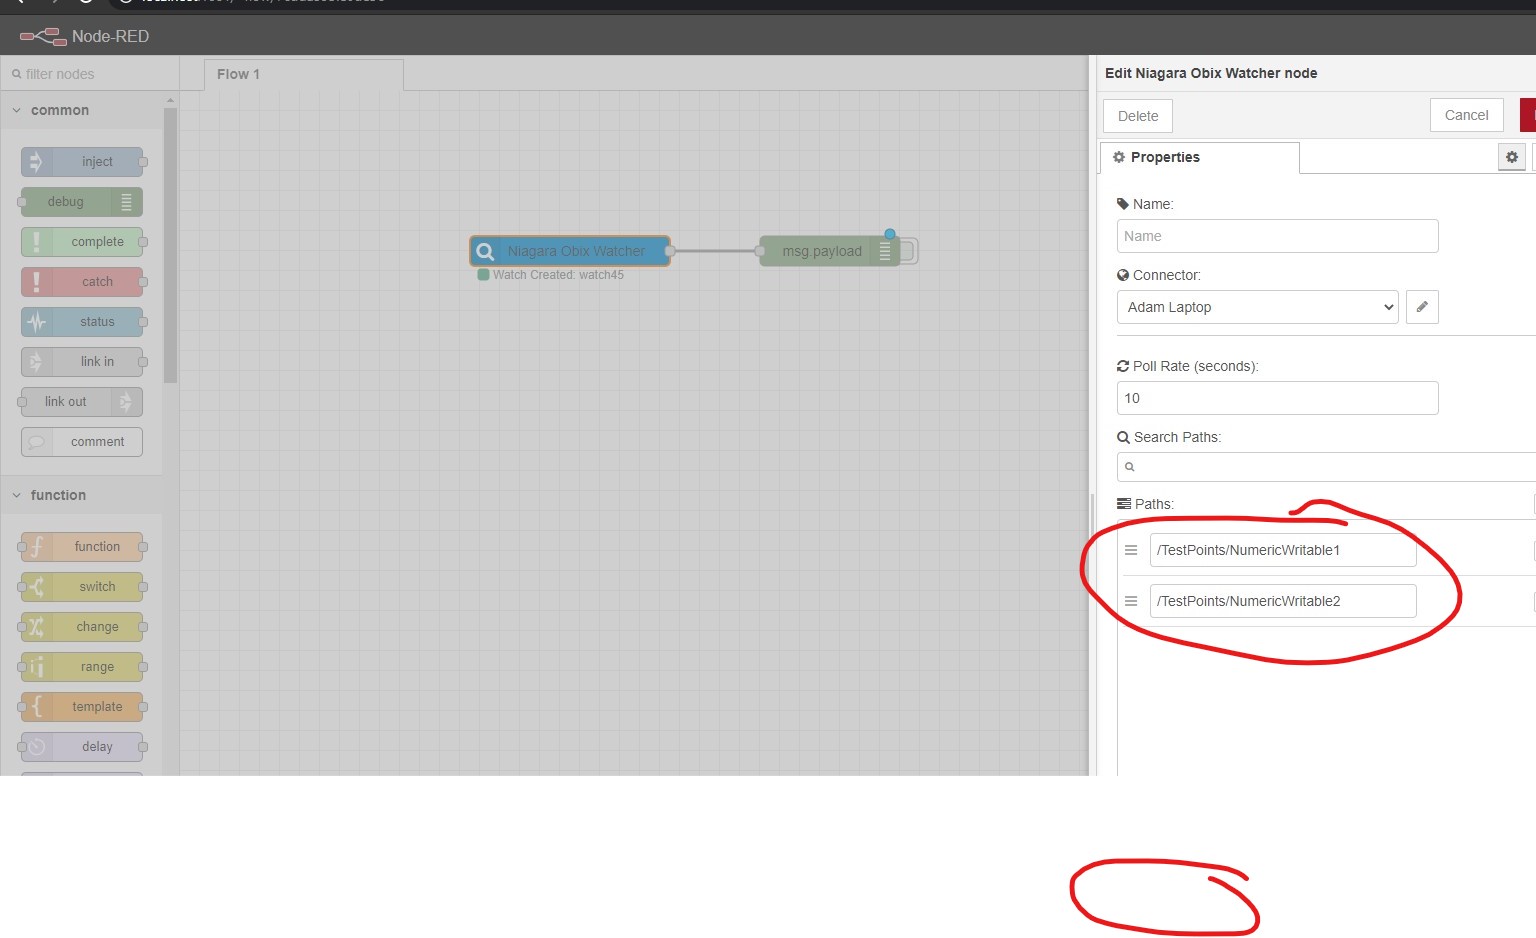 Node-RED
filter nodes
Flow 1
Edit Niagara Obix Watcher node
common
Delete
Cancel
Properties
inject
debug
complete
catch
status
link in
link out
comment
function
function
switch
change
range
template
delay
Niagara Obix Watcher
Watch Created: watch45
msg.payload
Name:
Name
Connector:
Adam Laptop
Poll Rate (seconds):
10
Search Paths:
Paths:
/TestPoints/NumericWritable1
/TestPoints/NumericWritable2